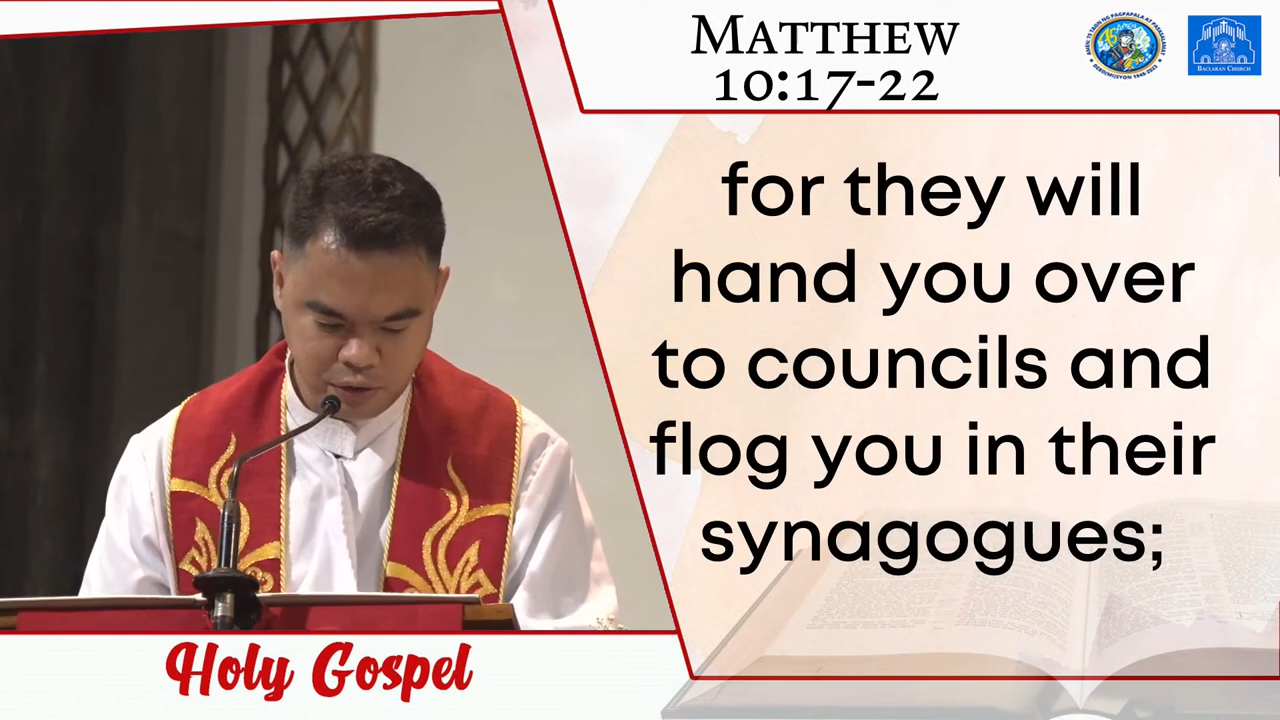 MATTHEW
10:17-22
BACLARAN CHURCH
for they will
hand you over
to councils and
flog you in their
synagogues;
Holy Gospel